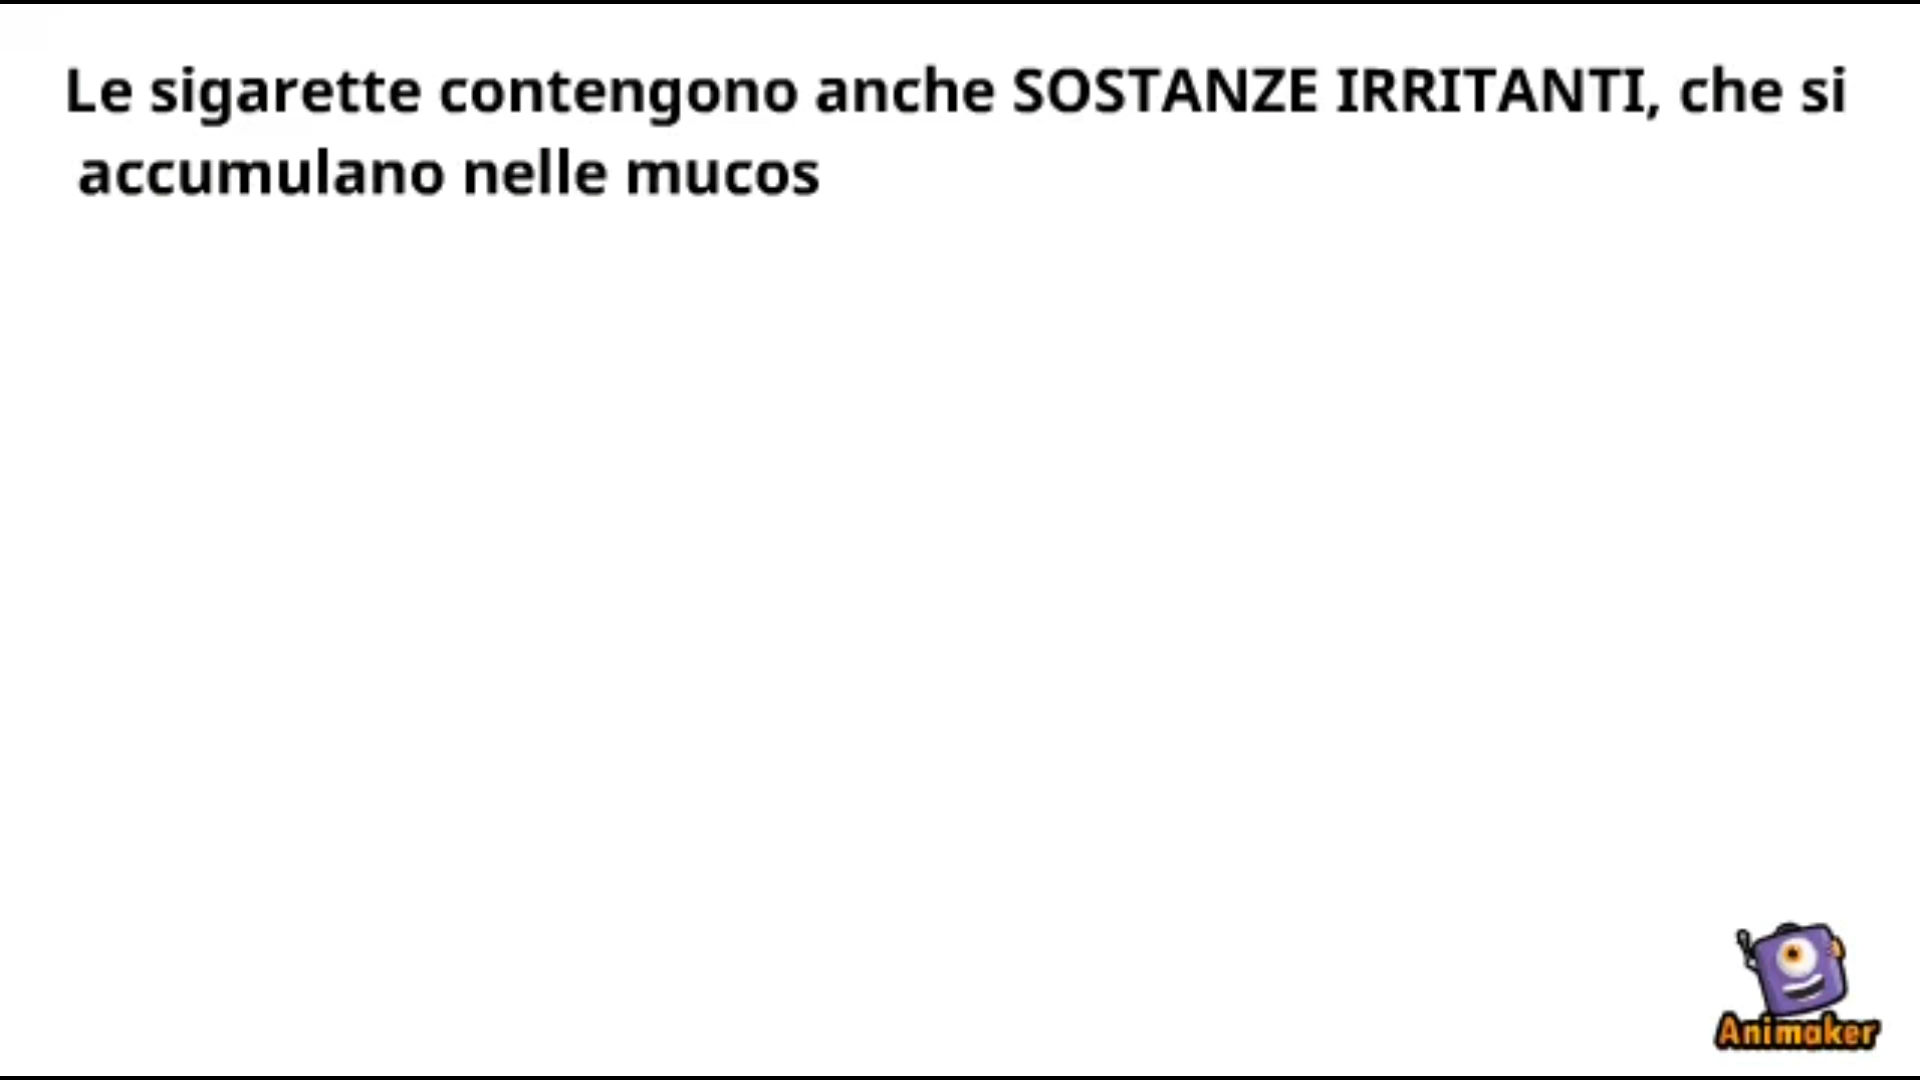 Le sigarette contengono anche SOSTANZE IRRITANTI, che si
accumulano nelle mucos
Animaker